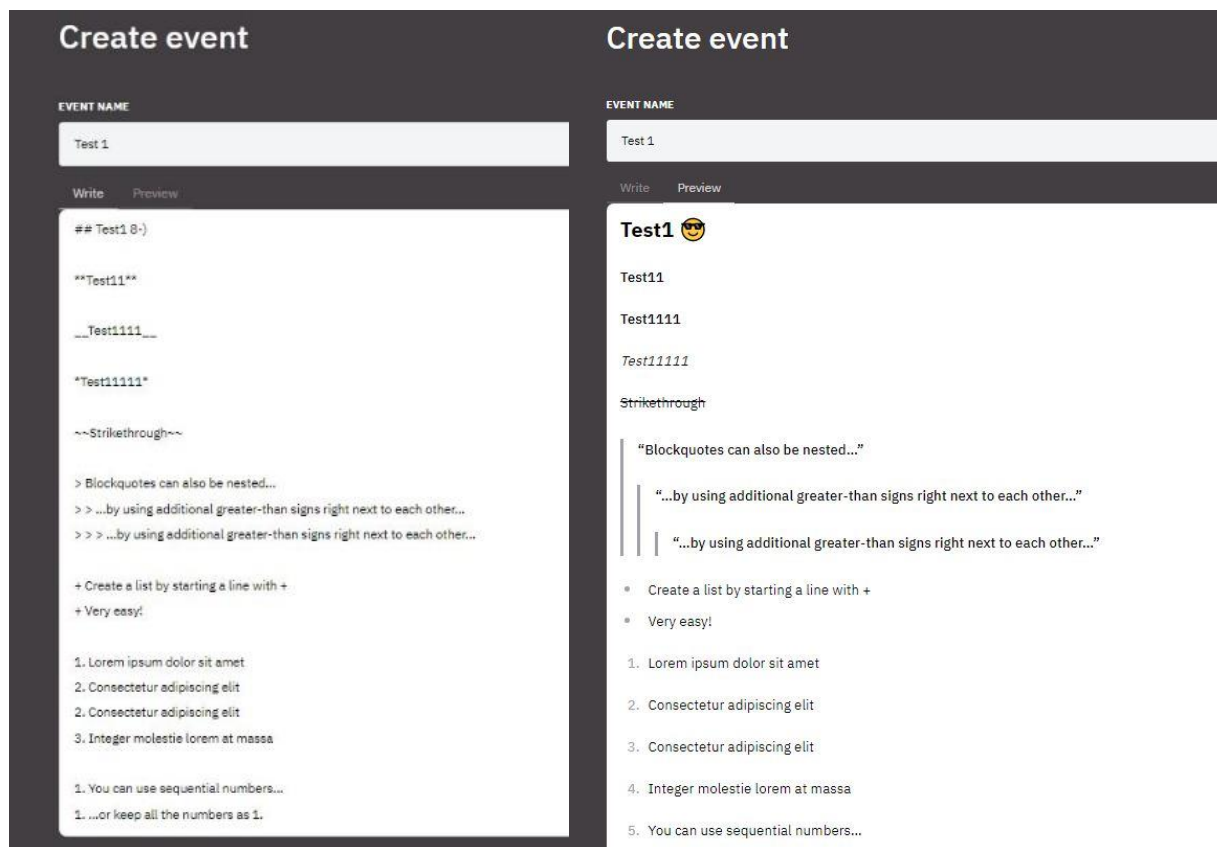 Create event
EVENT NAME
Test 1
Write Preview
## Test1 8-)
**Test11**
__Test1111__
*Test11111*
~~Strikethrough~~
> Blockquotes can also be nested...
> > ...by using additional greater-than signs right next to each other...
> > > ...by using additional greater-than signs right next to each other...
+ Create a list by starting a line with +
+ Very easy!
1. Lorem ipsum dolor sit amet
2. Consectetur adipiscing elit
2. Consectetur adipiscing elit
3. Integer molestie lorem at massa
1. You can use sequential numbers...
1. ...or keep all the numbers as 1.
Create event
EVENT NAME
Test 1
Write Preview
Test1 😎
Test11
Test1111
Test11111
Strikethrough
“Blockquotes can also be nested...”
“...by using additional greater-than signs right next to each other...”
“...by using additional greater-than signs right next to each other...”
• Create a list by starting a line with +
• Very easy!
1. Lorem ipsum dolor sit amet
2. Consectetur adipiscing elit
3. Consectetur adipiscing elit
4. Integer molestie lorem at massa
5. You can use sequential numbers...